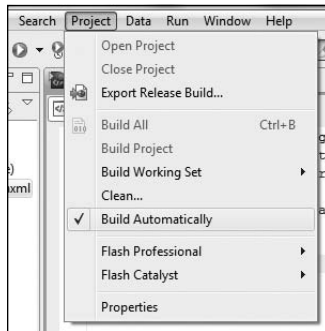 Search Project Data Run Window Help
Open Project
Close Project
Export Release Build...
Build All Ctrl+B
Build Project
Build Working Set
Clean...
Build Automatically
Flash Professional
Flash Catalyst
Properties